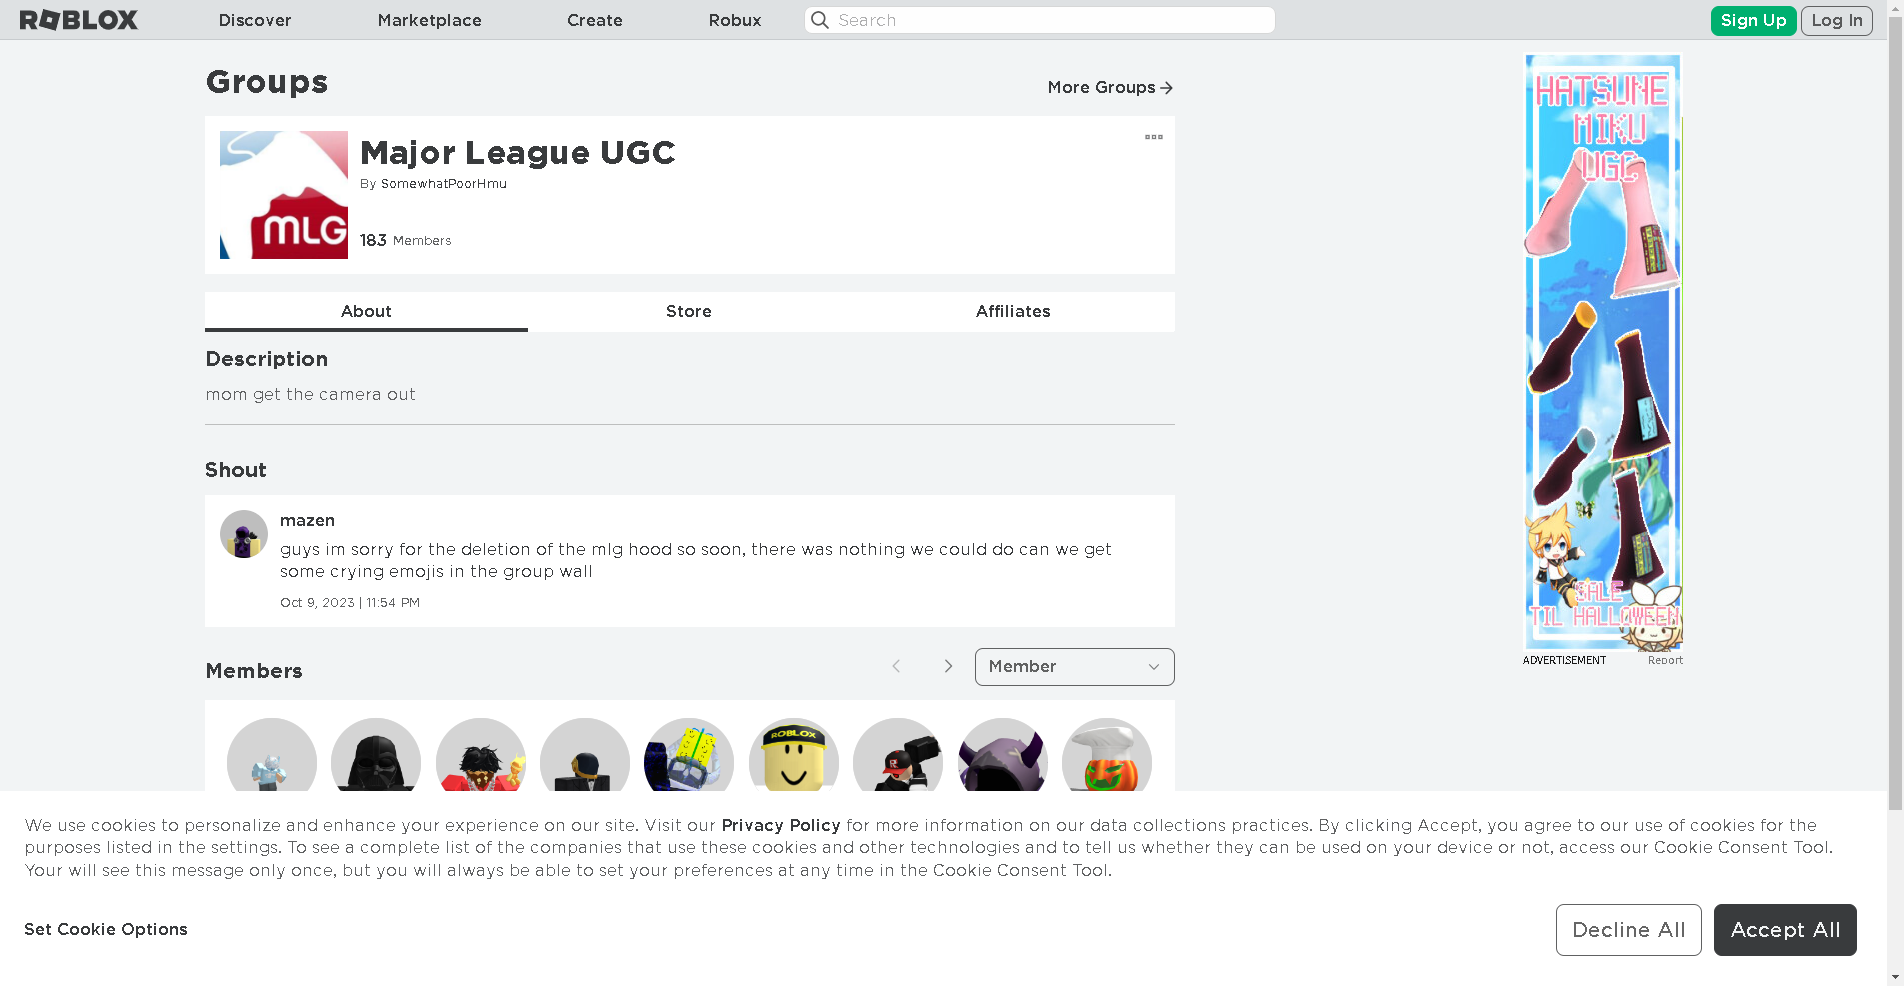 ROBLOX
Discover
Marketplace
Create
Robux
Search
Sign Up
Log In
Groups
More Groups
MLG
Major League UGC
By SomewhatPoorHmu
183 Members
About
Store
Affiliates
Description
mom get the camera out
Shout
mazen
guys im sorry for the deletion of the mlg hood so soon, there was nothing we could do can we get
some crying emojis in the group wall
Oct 9, 2023 | 11:54 PM
Members
Member
ROBLOX
HATSUNE
MIKU
UGC
SALE
TIL HALLOWEEN
ADVERTISEMENT
Report
We use cookies to personalize and enhance your experience on our site. Visit our Privacy Policy for more information on our data collections practices. By clicking Accept, you agree to our use of cookies for the
purposes listed in the settings. To see a complete list of the companies that use these cookies and other technologies and to tell us whether they can be used on your device or not, access our Cookie Consent Tool.
Your will see this message only once, but you will always be able to set your preferences at any time in the Cookie Consent Tool.
Set Cookie Options
Decline All
Accept All